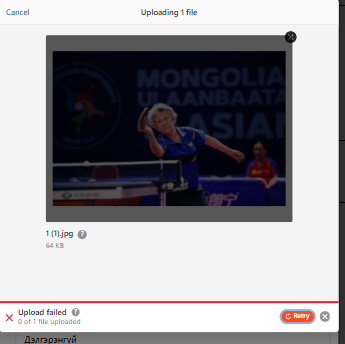 Cancel
Uploading 1 file
MONGOLIA
ULAANBAATA
ASIAN
1 (1).jpg
64 KB
Upload failed
0 of 1 file uploaded
Retry
Дэлгэрэнгүй